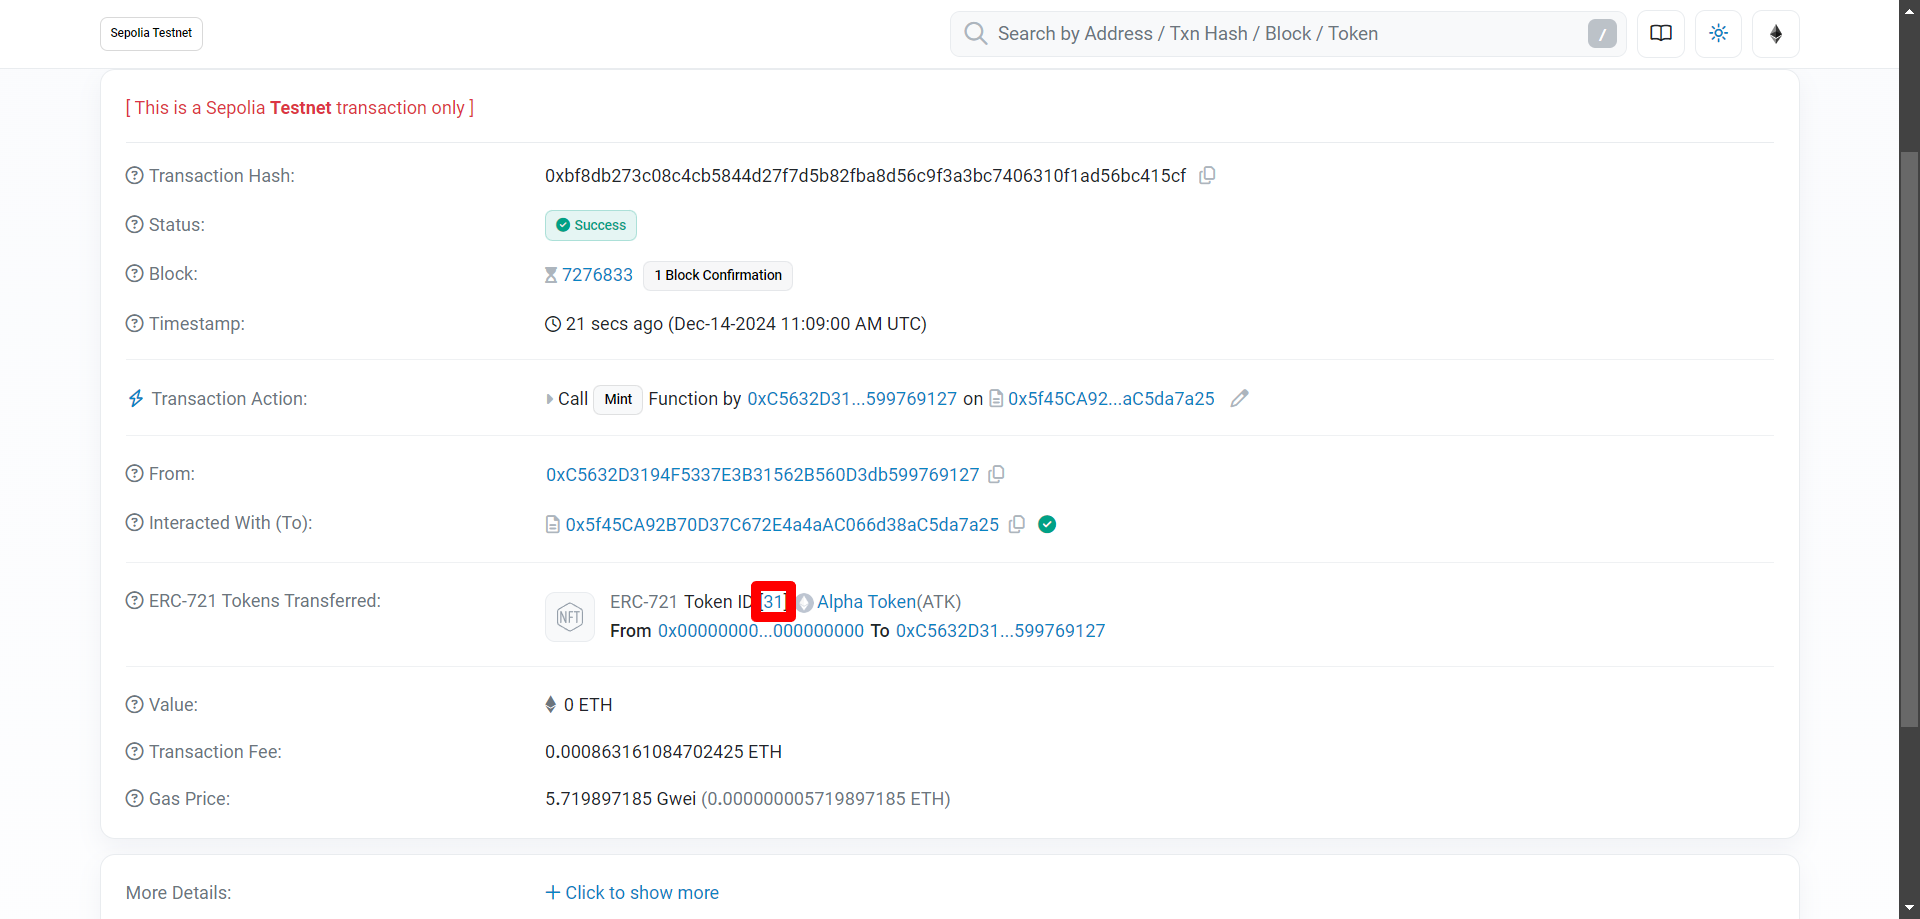 Sepolia Testnet
Search by Address / Txn Hash / Block / Token
/
[ This is a Sepolia Testnet transaction only ]
Transaction Hash:
0xbf8db273c08c4cb5844d27f7d5b82fba8d56c9f3a3bc7406310f1ad56bc415cf
Status:
Success
Block:
7276833
1 Block Confirmation
Timestamp:
21 secs ago (Dec-14-2024 11:09:00 AM UTC)
Transaction Action:
Call Mint Function by 0xC5632D31...599769127 on 0x5f45CA92...aC5da7a25
From:
0xC5632D3194F5337E3B31562B560D3db599769127
Interacted With (To):
0x5f45CA92B70D37C672E4a4aAC066d38aC5da7a25
ERC-721 Tokens Transferred:
NFT
ERC-721 Token ID [31] Alpha Token(ATK)
From 0x00000000...000000000 To 0xC5632D31...599769127
Value:
0 ETH
Transaction Fee:
0.000863161084702425 ETH
Gas Price:
5.719897185 Gwei (0.000000005719897185 ETH)
More Details:
Click to show more